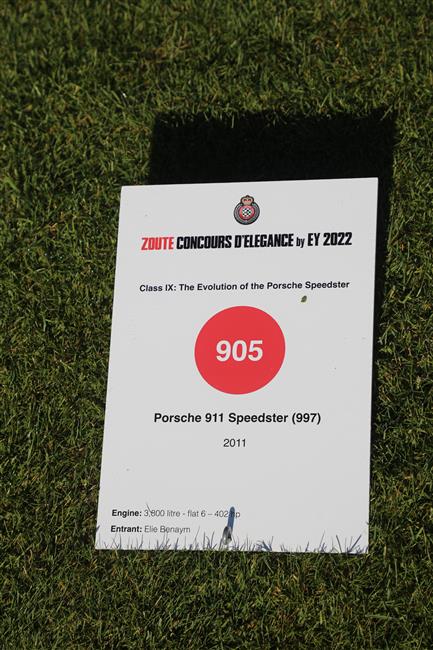 ZOUTE CONCOURS D'ELEGANCE by EY 2022
Class IX: The Evolution of the Porsche Speedster
905
Porsche 911 Speedster (997)
2011
Engine: 3,800 litre - flat 6 – 402 hp
Entrant: Elie Benaym